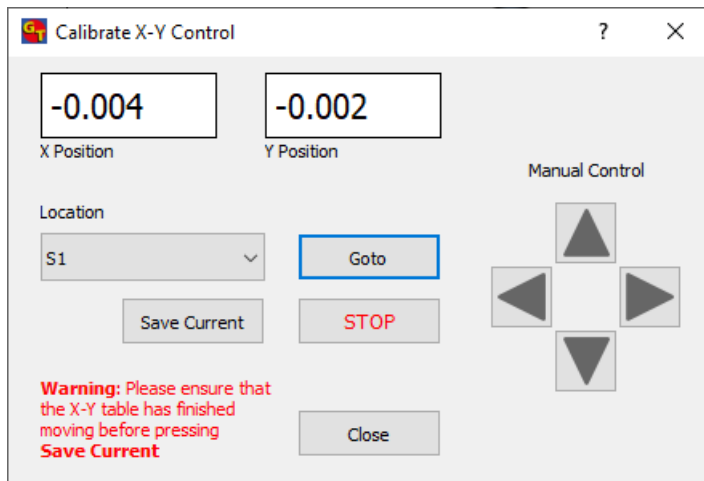 GT Calibrate X-Y Control ?
-0.004 -0.002
X Position Y Position
Manual Control
Location
S1 Goto
Save Current STOP
Warning: Please ensure that
the X-Y table has finished
moving before pressing
Save Current
Close